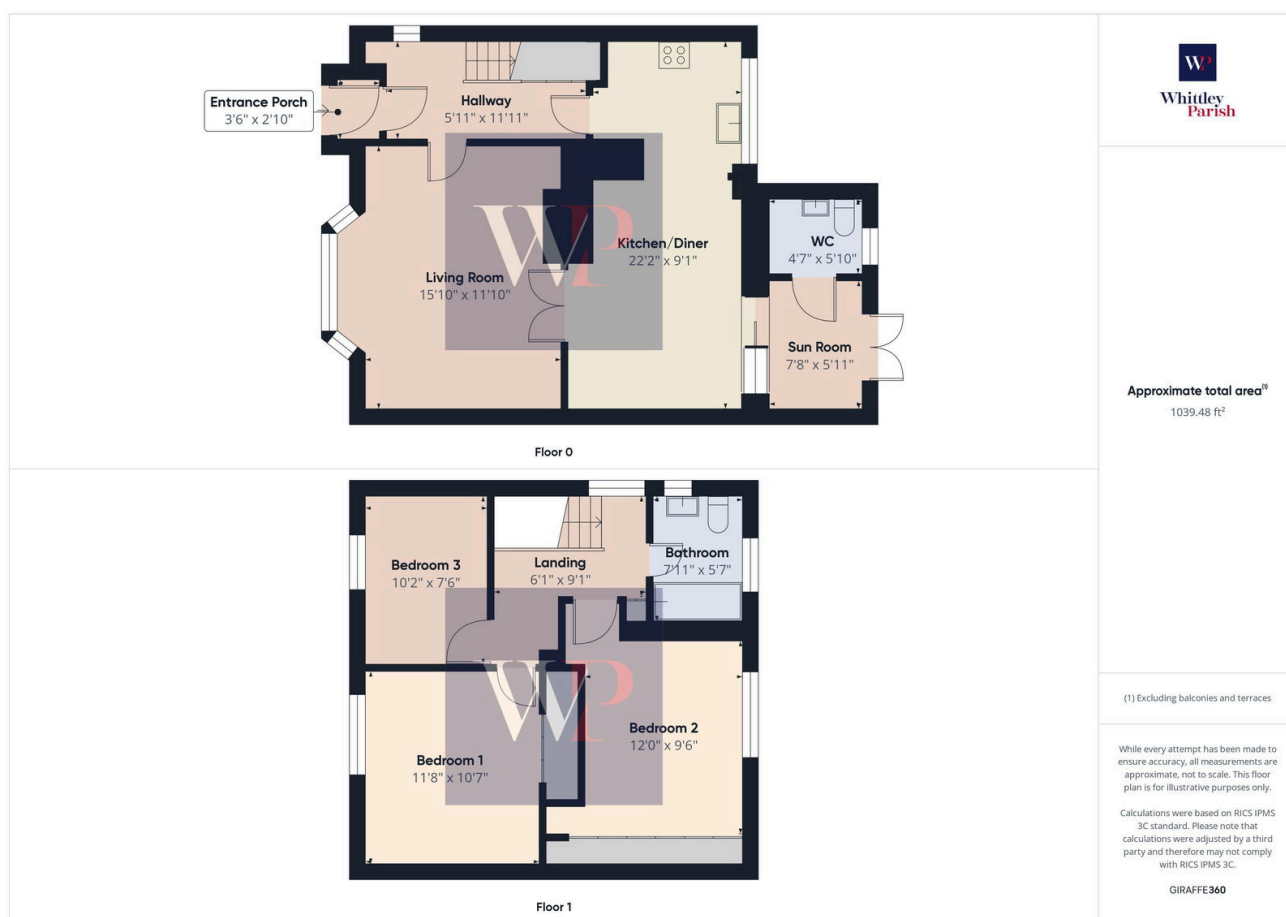 Entrance Porch
3'6" x 2'10"
Hallway
5'11" x 11'11"
Living Room
15'10" x 11'10"
Kitchen/Diner
22'2" x 9'1"
WC
4'7" x 5'10"
Sun Room
7'8" x 5'11"
WP
Floor 0
Bedroom 3
10'2" x 7'6"
Landing
6'1" x 9'1"
Bathroom
7'11" x 5'7"
Bedroom 1
11'8" x 10'7"
Bedroom 2
12'0" x 9'6"
WP
Floor 1
WP
Whittley
Parish
Approximate total area(1)
1039.48 ft²
(1) Excluding balconies and terraces
While every attempt has been made to
ensure accuracy, all measurements are
approximate, not to scale. This floor
plan is for illustrative purposes only.
Calculations were based on RICS IPMS
3C standard. Please note that
calculations were adjusted by a third
party and therefore may not comply
with RICS IPMS 3C.
GIRAFFE360